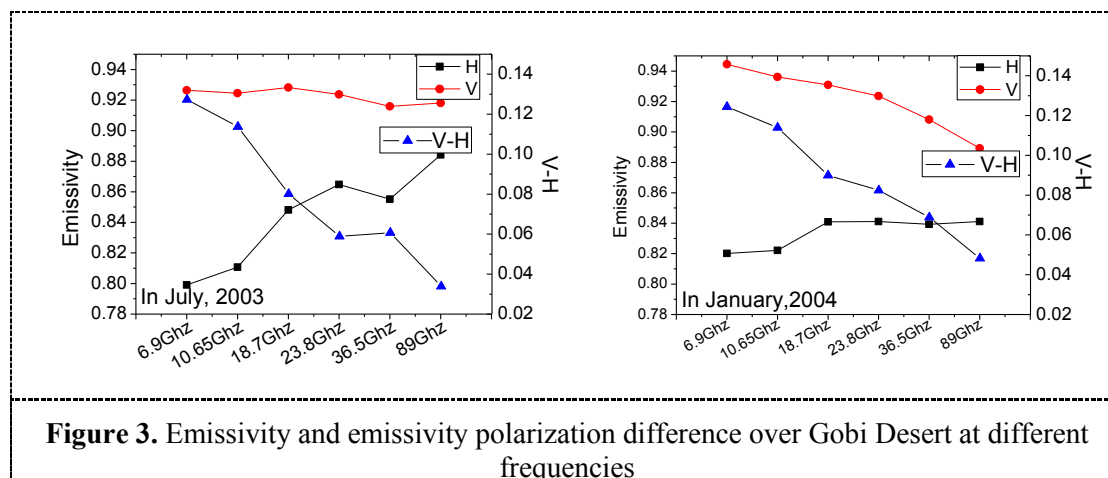 0.94
0.92
0.90
0.88
0.86
0.84
0.82
0.80
0.78
Emissivity
H
V
V-H
0.14
0.12
0.10
0.08
0.06
0.04
0.02
V-H
In July, 2003
6.9Ghz
10.65Ghz
18.7Ghz
23.8Ghz
36.5Ghz
89Ghz
0.94
0.92
0.90
0.88
0.86
0.84
0.82
0.80
0.78
Emissivity
H
V
V-H
0.14
0.12
0.10
0.08
0.06
0.04
0.02
V-H
In January,2004
6.9Ghz
10.65Ghz
18.7Ghz
23.8Ghz
36.5Ghz
89Ghz
Figure 3. Emissivity and emissivity polarization difference over Gobi Desert at different
frequencies